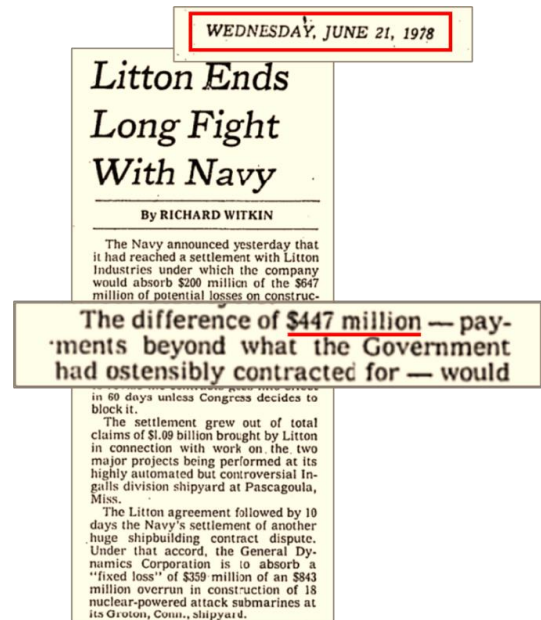 WEDNESDAY, JUNE 21, 1978
Litton Ends
Long Fight
With Navy
By RICHARD WITKIN
The Navy announced yesterday that
it had reached a settlement with Litton
Industries under which the company
would absorb $200 million of the $647
million of potential losses on construc-
The difference of $447 million — pay-
ments beyond what the Government
had ostensibly contracted for — would
in 60 days unless Congress decides to
block it.
The settlement grew out of total
claims of $1.09 billion brought by Litton
in connection with work on the two
major projects being performed at its
highly automated but controversial In-
galls division shipyard at Pascagoula,
Miss.
The Litton agreement followed by 10
days the Navy's settlement of another
huge shipbuilding contract dispute.
Under that accord, the General Dy-
namics Corporation is to absorb a
"fixed loss" of $359 million of an $843
million overrun in construction of 18
nuclear-powered attack submarines at
its Groton, Conn., shipyard.